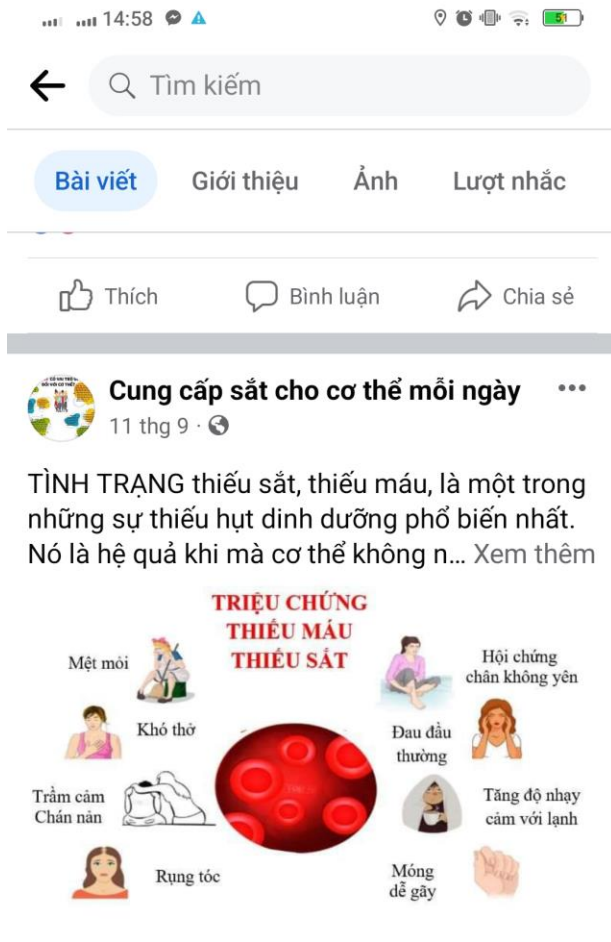 14:58
51
Tìm kiếm
Bài viết Giới thiệu Ảnh Lượt nhắc
Thích Bình luận Chia sẻ
Cung cấp sắt cho cơ thể mỗi ngày
11 thg 9 ·
TÌNH TRẠNG thiếu sắt, thiếu máu, là một trong
những sự thiếu hụt dinh dưỡng phổ biến nhất.
Nó là hệ quả khi mà cơ thể không n... Xem thêm
TRIỆU CHỨNG
THIẾU MÁU
THIẾU SẮT
Mệt mỏi
Hội chứng
chân không yên
Khó thở
Đau đầu
thường
Trầm cảm
Chán nản
Tăng độ nhạy
cảm với lạnh
Rụng tóc
Móng
dễ gãy